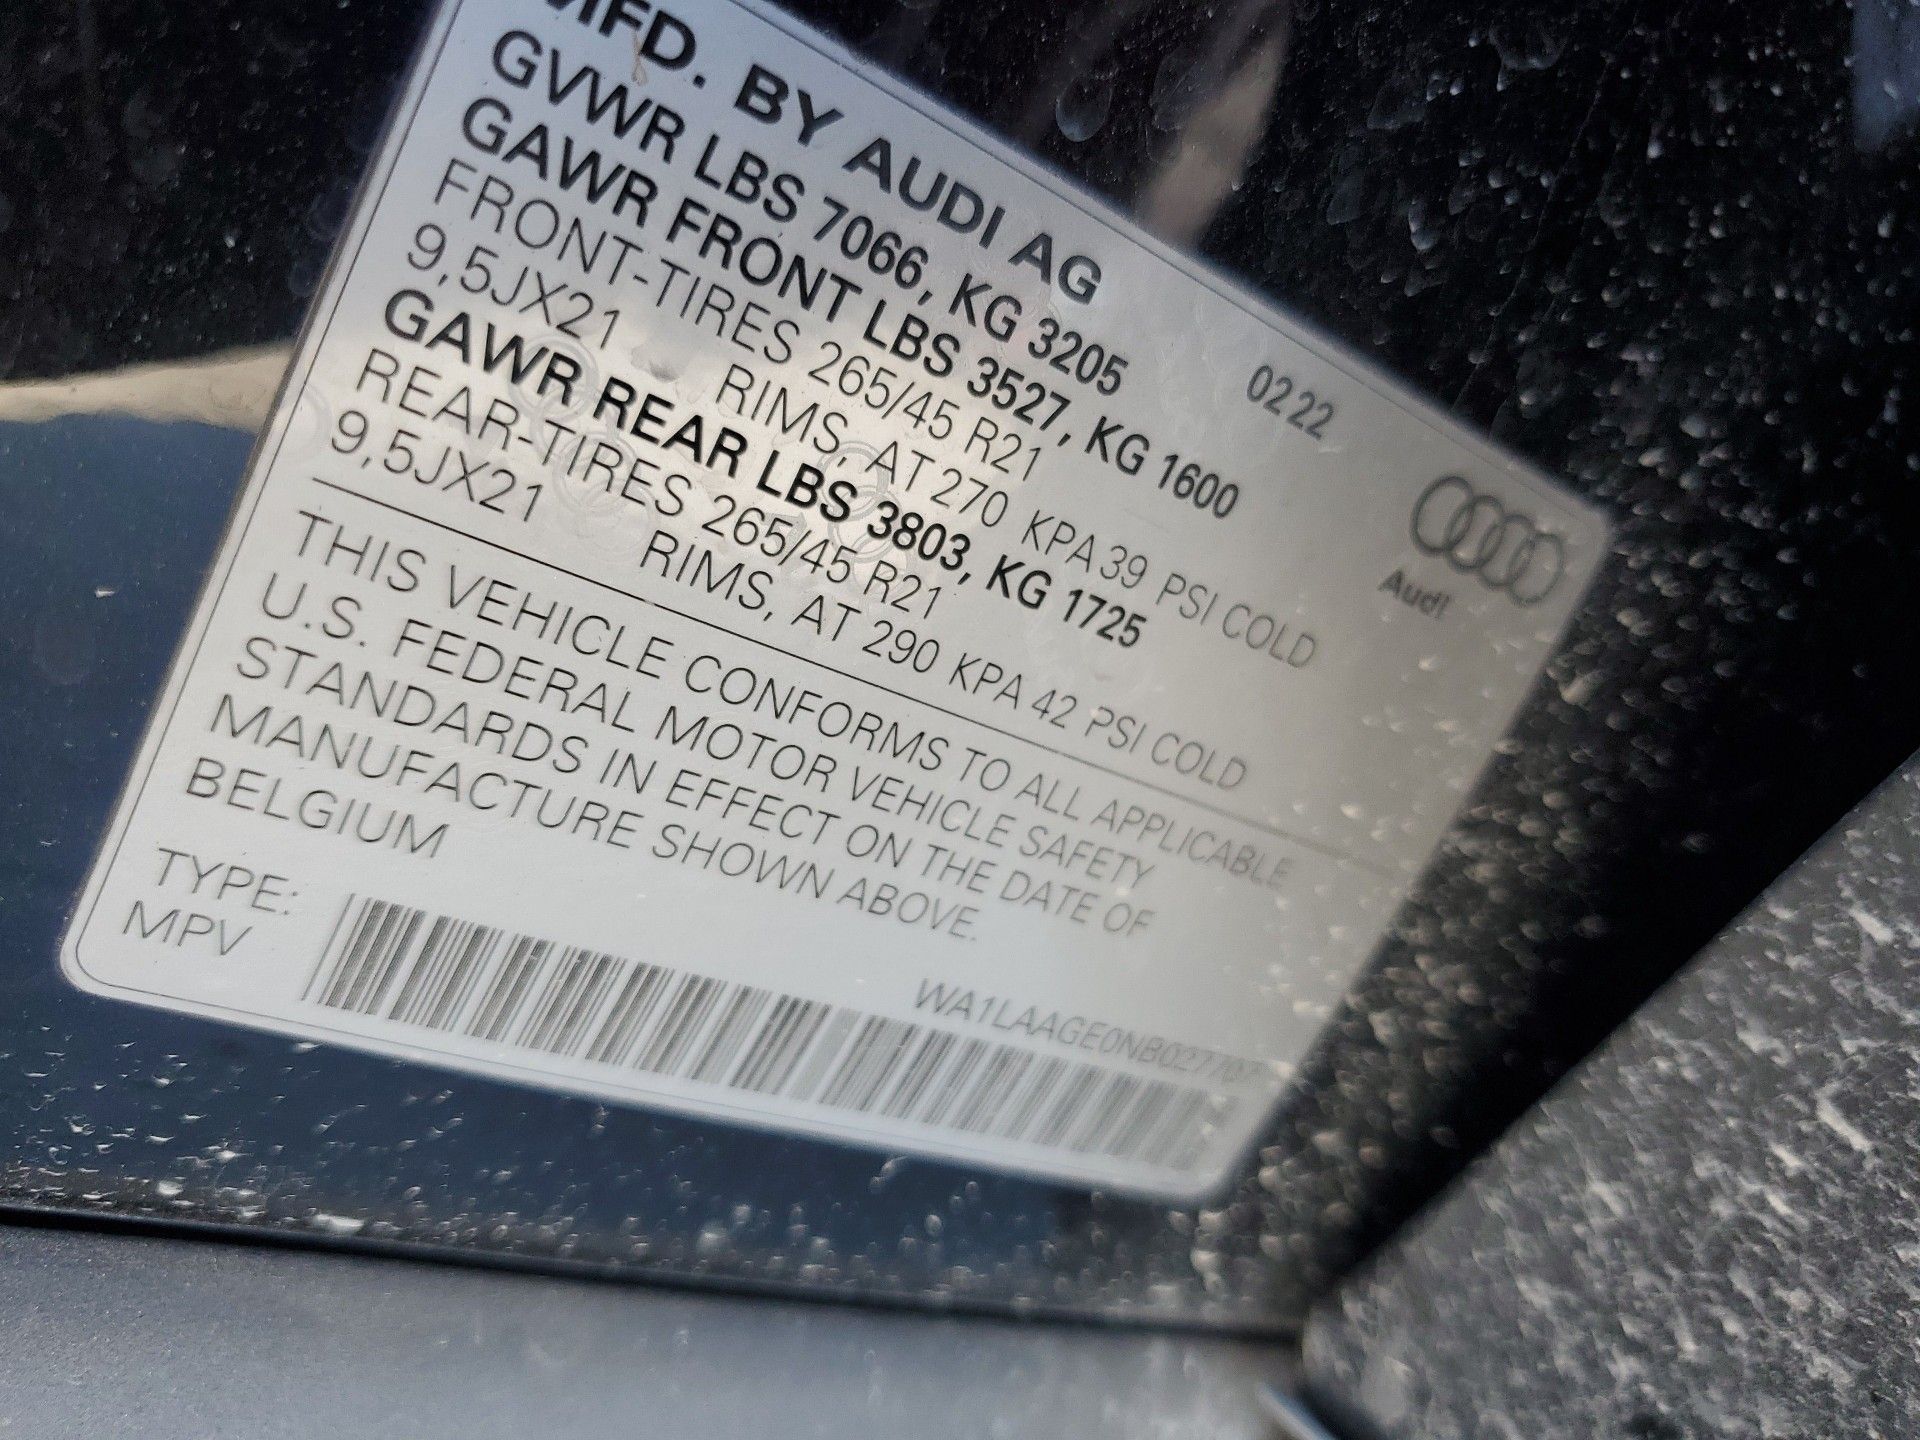 MFD. BY AUDI AG
0222
GVWR LBS 7066, KG 3205
GAWR FRONT LBS 3527, KG 1600
FRONT-TIRES 265/45 R21
9,5JX21 RIMS, AT 270 KPA 39 PSI COLD
GAWR REAR LBS 3803, KG 1725
REAR-TIRES 265/45 R21
9,5JX21 RIMS, AT 290 KPA 42 PSI COLD
Audi
THIS VEHICLE CONFORMS TO ALL APPLICABLE
U.S. FEDERAL MOTOR VEHICLE SAFETY
STANDARDS IN EFFECT ON THE DATE OF
MANUFACTURE SHOWN ABOVE.
BELGIUM
TYPE:
MPV